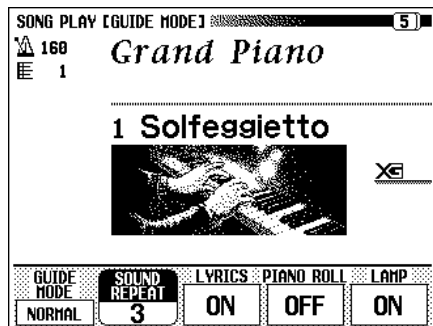 SONG PLAY [GUIDE MODE] 5
160
1
Grand Piano
1 Solfeggietto
XG
GUIDE MODE
NORMAL
SOUND REPEAT
3
LYRICS
ON
PIANO ROLL
OFF
LAMP
ON